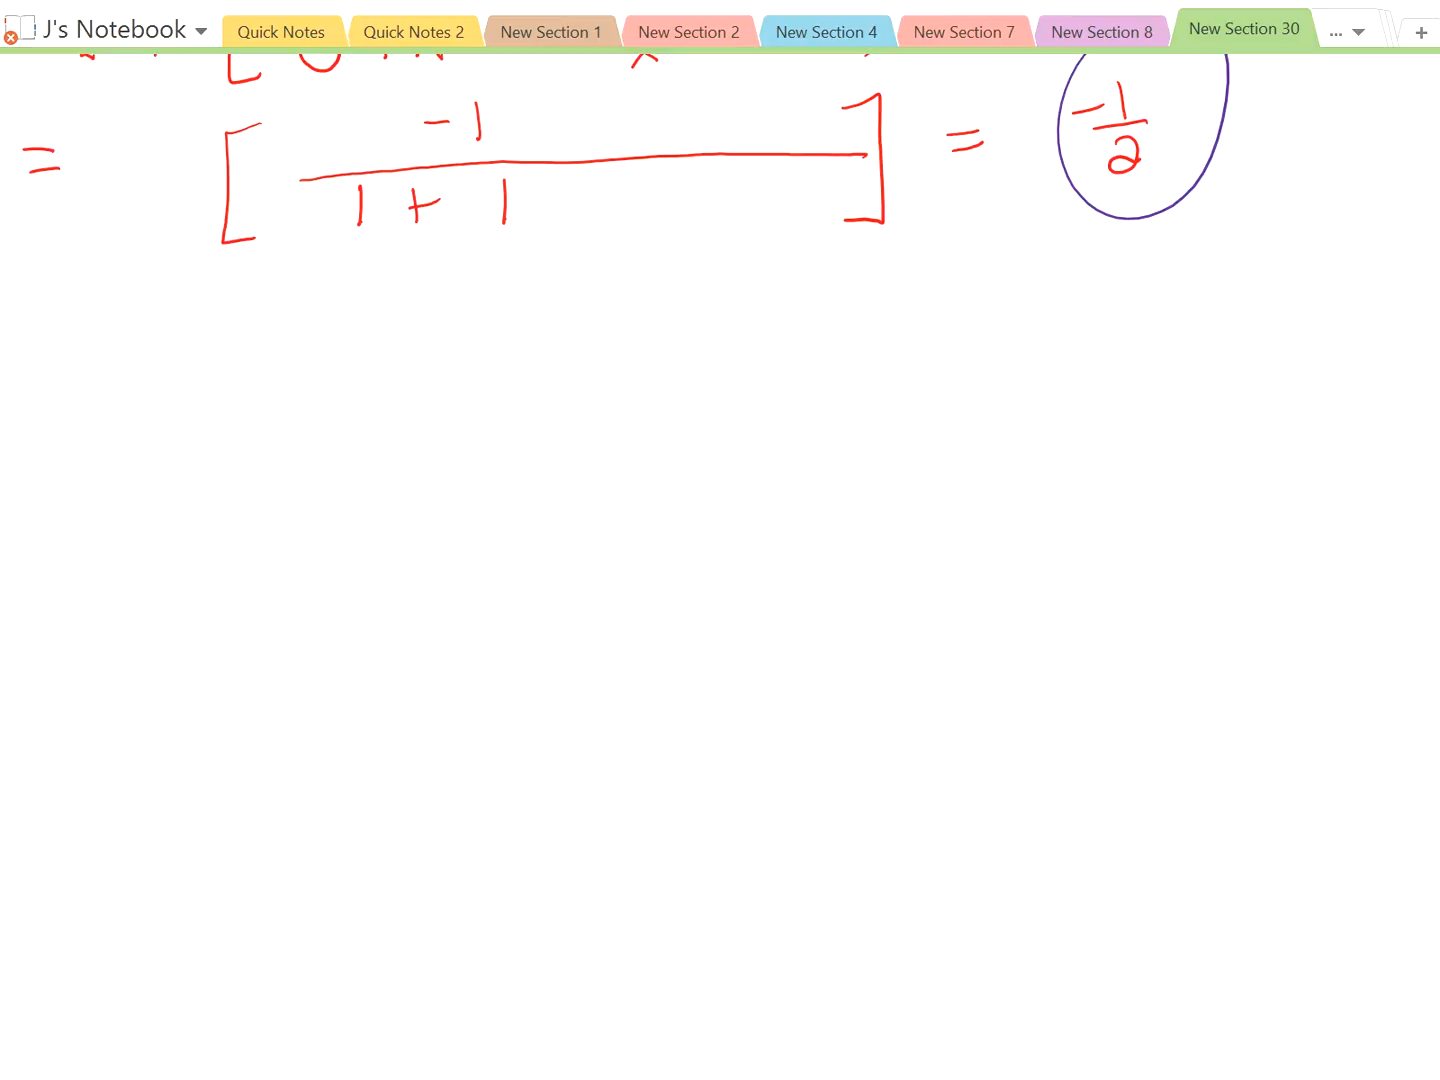 J's Notebook Quick Notes Quick Notes 2 New Section 1 New Section 2 New Section 4 New Section 7 New Section 8 New Section 30 ... +
= [ -1 / 1 + 1 ] = -1/2